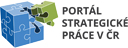 PORTÁL
STRATEGICKÉ
PRÁCE V ČR